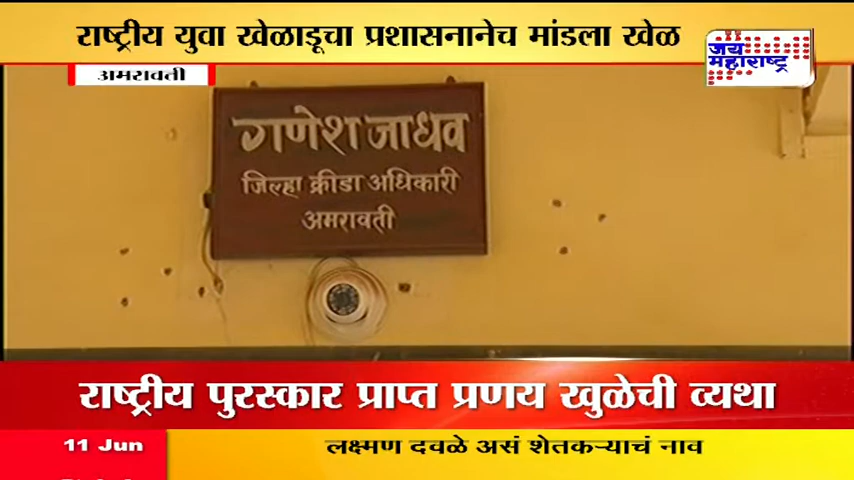 राष्ट्रीय युवा खेळाडूचा प्रशासनानेच मांडला खेळ
जय महाराष्ट्र
अमरावती
गणेश जाधव
जिल्हा क्रीडा अधिकारी
अमरावती
राष्ट्रीय पुरस्कार प्राप्त प्रणय खुळेची व्यथा
11 Jun
लक्ष्मण दवळे असं शेतकऱ्याचं नाव